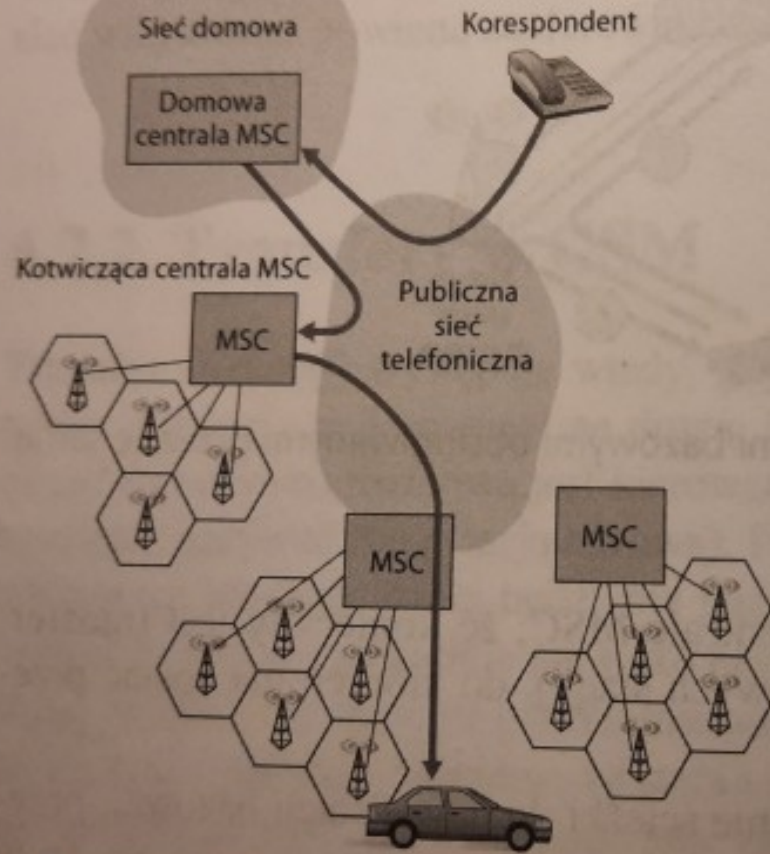 Sieć domowa
Korespondent
Domowa
centrala MSC
Kotwicząca centrala MSC
MSC
Publiczna
sieć
telefoniczna
MSC
MSC